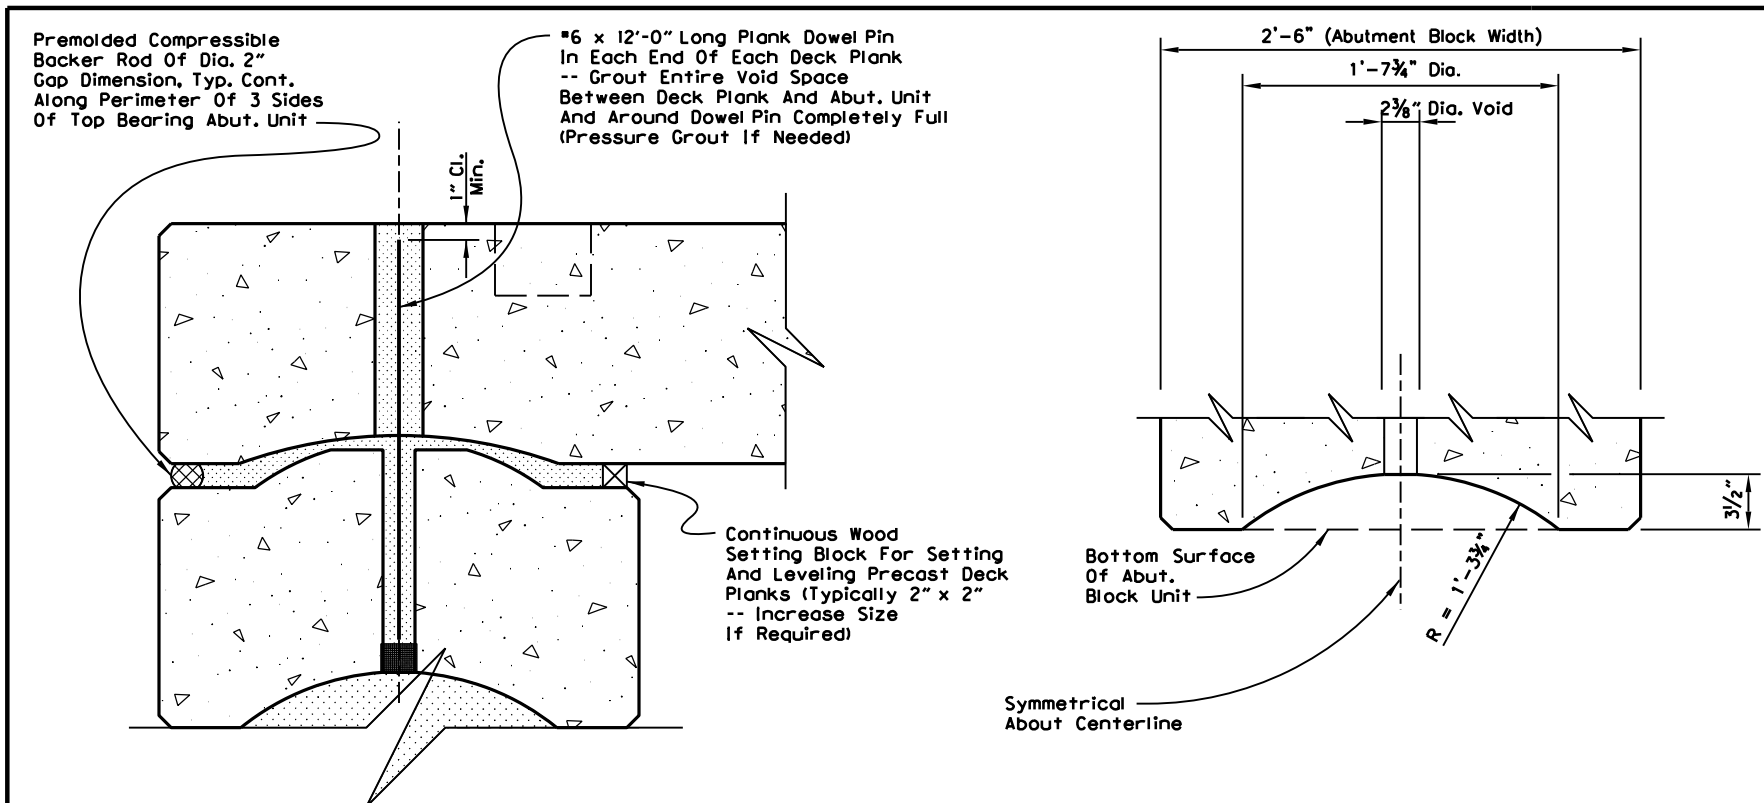 Premolded Compressible
Backer Rod Of Dia. 2"
Gap Dimension, Typ. Cont.
Along Perimeter Of 3 Sides
Of Top Bearing Abut. Unit
#6 x 12'-0" Long Plank Dowel Pin
In Each End Of Each Deck Plank
-- Grout Entire Void Space
Between Deck Plank And Abut. Unit
And Around Dowel Pin Completely Full
(Pressure Grout If Needed)
1" Cl.
Min.
Continuous Wood
Setting Block For Setting
And Leveling Precast Deck
Planks (Typically 2" x 2"
-- Increase Size
If Required)
2'-6" (Abutment Block Width)
1'-7¾" Dia.
2⅜" Dia. Void
3½"
R = 1'-3¾"
Bottom Surface
Of Abut.
Block Unit
Symmetrical
About Centerline